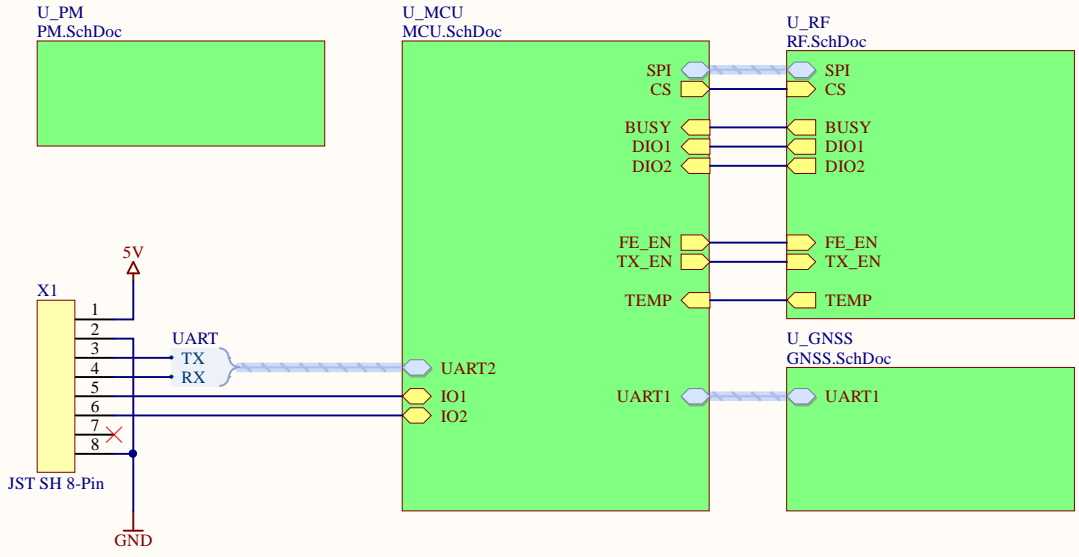 U_PM
PM.SchDoc
U_MCU
MCU.SchDoc
U_RF
RF.SchDoc
SPI
CS
BUSY
DIO1
DIO2
FE_EN
TX_EN
TEMP
SPI
CS
BUSY
DIO1
DIO2
FE_EN
TX_EN
TEMP
5V
X1
1
2
3
4
5
6
7
8
JST SH 8-Pin
GND
UART
TX
RX
UART2
IO1
IO2
UART1
U_GNSS
GNSS.SchDoc
UART1